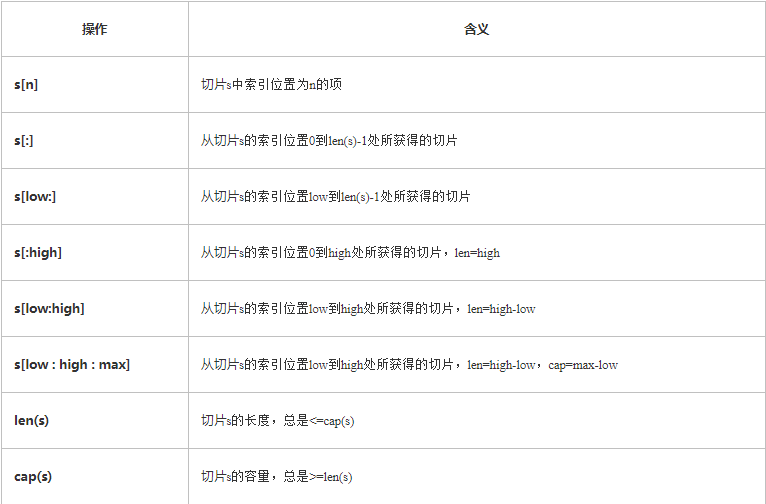 操作 含义
s[n] 切片s中索引位置为n的项
s[:] 从切片s的索引位置0到len(s)-1处所获得的切片
s[low:] 从切片s的索引位置low到len(s)-1处所获得的切片
s[:high] 从切片s的索引位置0到high处所获得的切片，len=high
s[low:high] 从切片s的索引位置low到high处所获得的切片，len=high-low
s[low : high : max] 从切片s的索引位置low到high处所获得的切片，len=high-low，cap=max-low
len(s) 切片s的长度，总是<=cap(s)
cap(s) 切片s的容量，总是>=len(s)